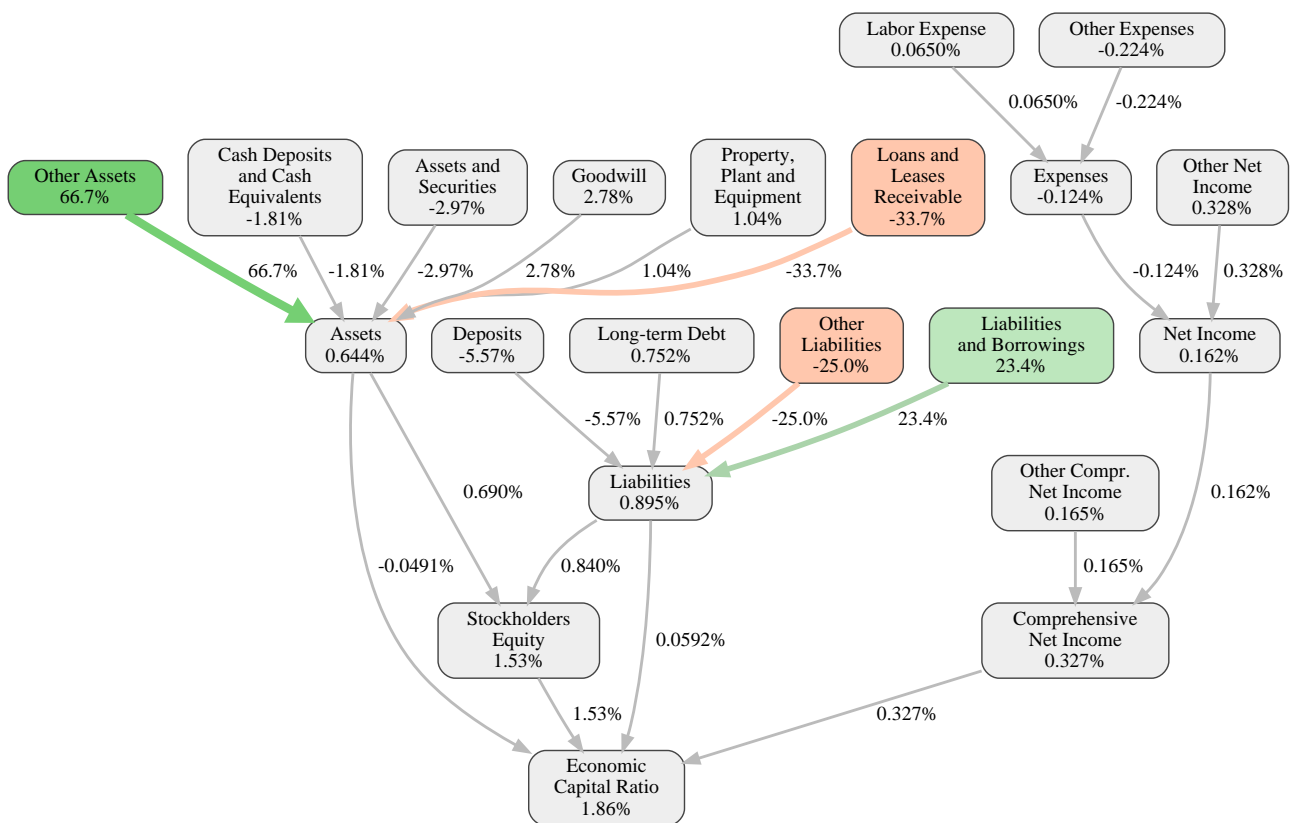 Labor Expense
0.0650%
Other Expenses
-0.224%
0.0650%
-0.224%
Other Assets
66.7%
Cash Deposits
and Cash
Equivalents
-1.81%
Assets and
Securities
-2.97%
Goodwill
2.78%
Property,
Plant and
Equipment
1.04%
Loans and
Leases
Receivable
-33.7%
Expenses
-0.124%
Other Net
Income
0.328%
66.7%
-1.81%
-2.97%
2.78%
1.04%
-33.7%
-0.124%
0.328%
Assets
0.644%
Deposits
-5.57%
Long-term Debt
0.752%
Other
Liabilities
-25.0%
Liabilities
and Borrowings
23.4%
Net Income
0.162%
-5.57%
0.752%
-25.0%
23.4%
Liabilities
0.895%
Other Compr.
Net Income
0.165%
0.690%
0.162%
-0.0491%
0.840%
0.165%
Stockholders
Equity
1.53%
0.0592%
Comprehensive
Net Income
0.327%
1.53%
0.327%
Economic
Capital Ratio
1.86%